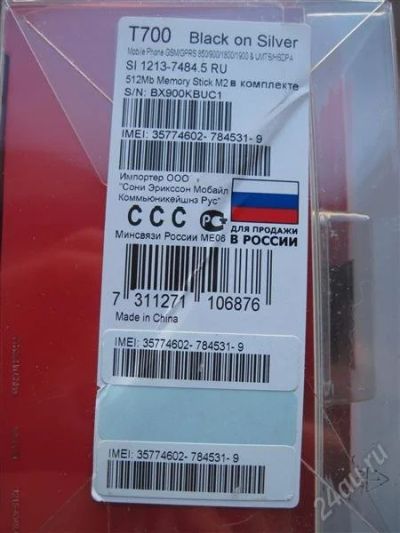 T700 Black on Silver
Mobile Phone GSM/GPRS 850/900/1800/1900 & UMTS/HSDPA
SI 1213-7484.5 RU
512Mb Memory Stick M2 в комплекте
S/N: BX900KBUC1
IMEI: 35774602- 784531- 9
Импортер ООО
"Сони Эрикссон Мобайл
Коммьюникейшнз Рус"
ССС РС
Минсвязи России МЕ06
ДЛЯ ПРОДАЖИ
В РОССИИ
7 311271 106876
Made in China
IMEI: 35774602- 784531- 9
IMEI: 35774602- 784531- 9
24au.ru